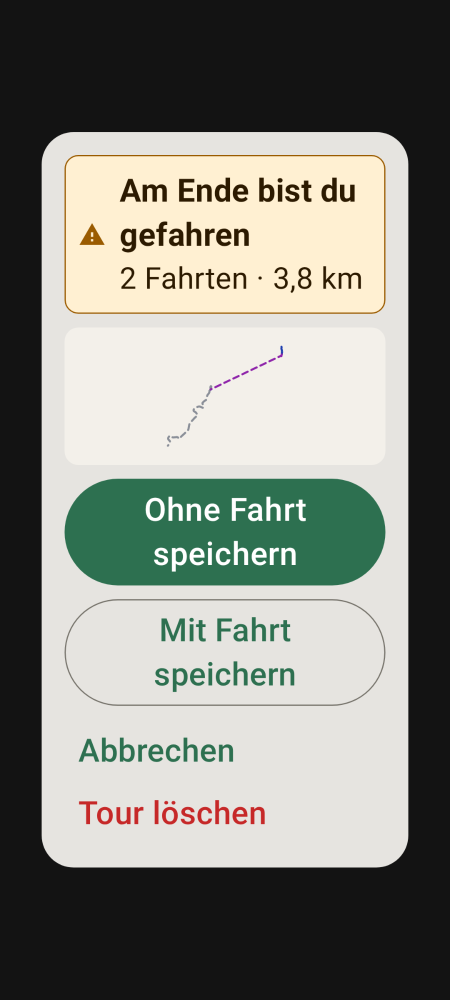 Am Ende bist du
gefahren
2 Fahrten · 3,8 km
Ohne Fahrt
speichern
Mit Fahrt
speichern
Abbrechen
Tour löschen